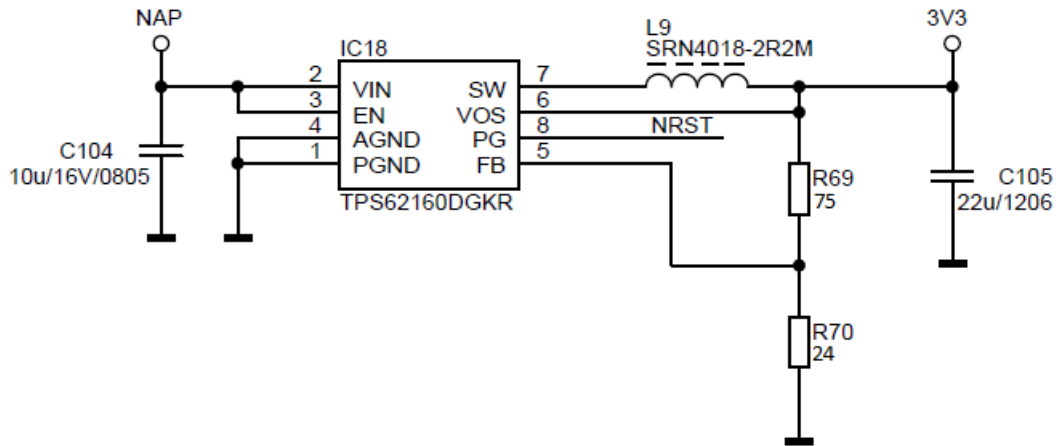 NAP
3V3
L9
SRN4018-2R2M
IC18
2 VIN SW 7
3 EN VOS 6
4 AGND PG 8 NRST
1 PGND FB 5
TPS62160DGKR
C104
10u/16V/0805
R69
75
C105
22u/1206
R70
24